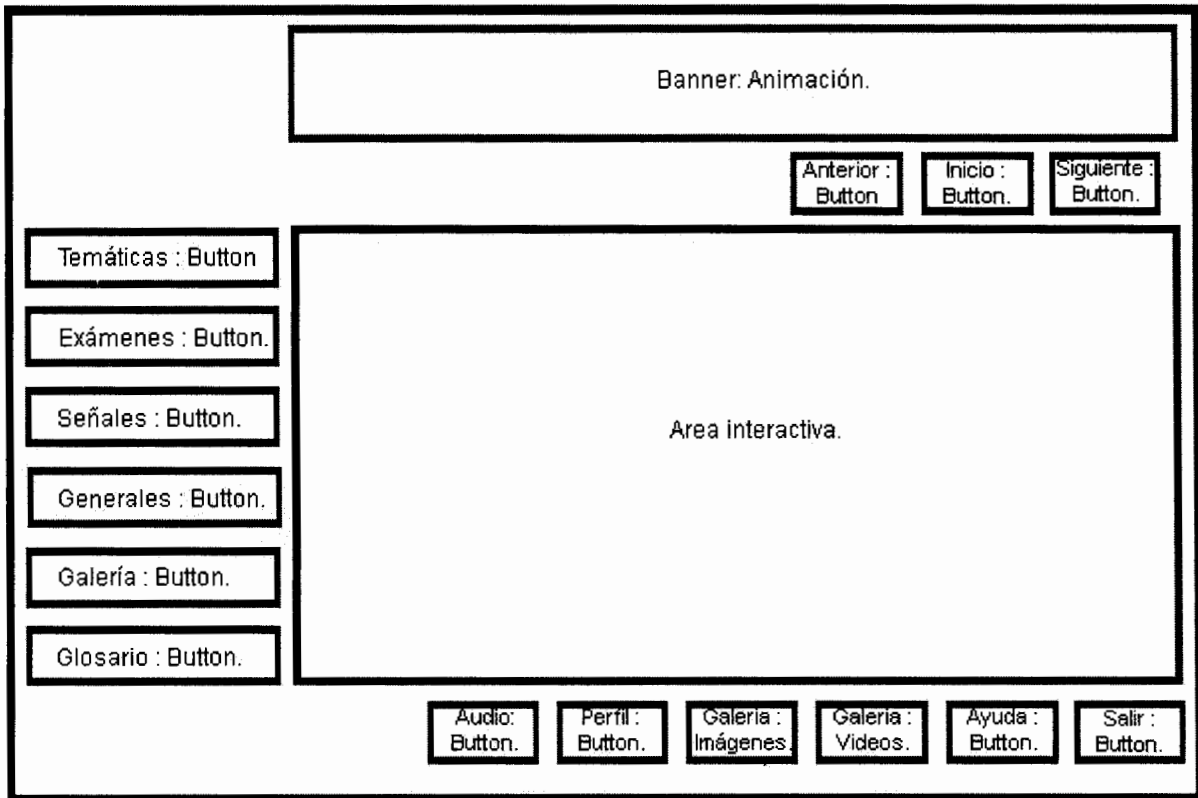 Banner: Animación.
Anterior :
Button
Inicio :
Button.
Siguiente :
Button.
Temáticas : Button
Exámenes : Button.
Señales : Button.
Generales : Button.
Galería : Button.
Glosario : Button.
Area interactiva.
Audio:
Button.
Perfil :
Button.
Galeria :
Imágenes.
Galeria :
Videos.
Ayuda :
Button.
Salir :
Button.